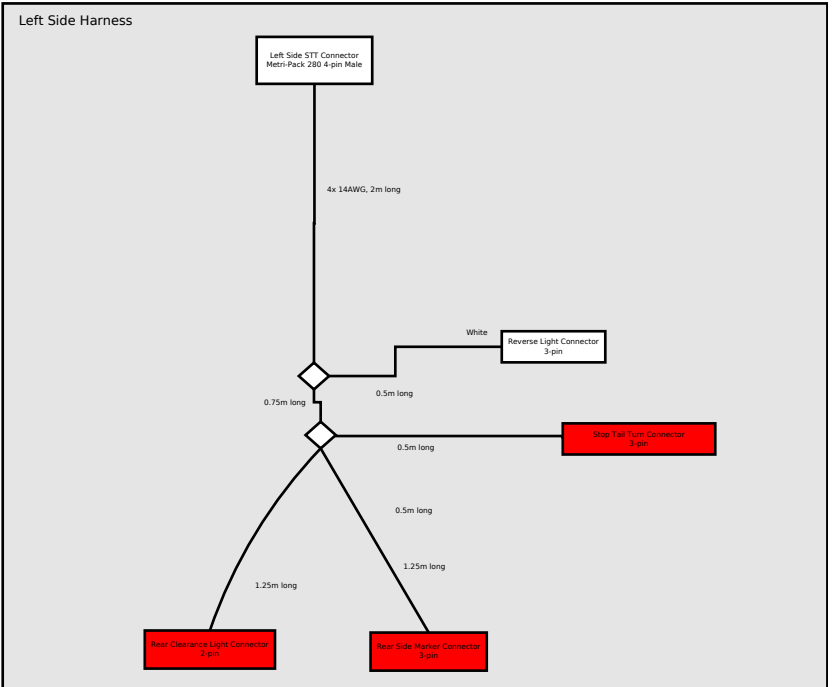 Left Side Harness
Left Side STT Connector
Metri-Pack 280 4-pin Male
4x 14AWG, 2m long
White
Reverse Light Connector
3-pin
0.5m long
0.75m long
Stop Tail Turn Connector
3-pin
0.5m long
0.5m long
1.25m long
1.25m long
Rear Clearance Light Connector
2-pin
Rear Side Marker Connector
3-pin